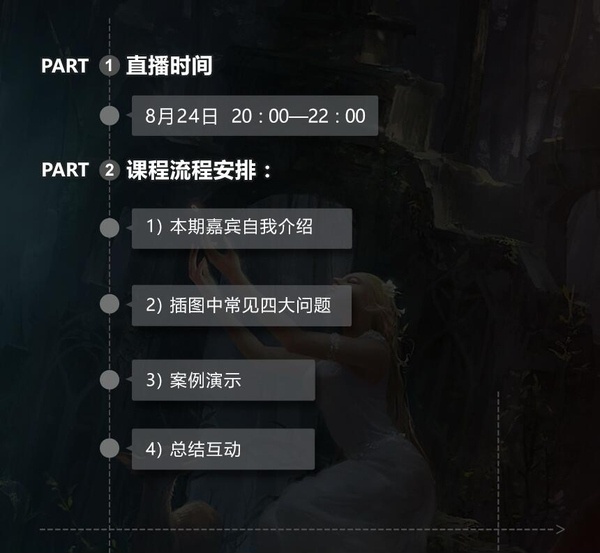 PART 1 直播时间
8月24日 20：00—22：00
PART 2 课程流程安排：
1) 本期嘉宾自我介绍
2) 插图中常见四大问题
3) 案例演示
4) 总结互动